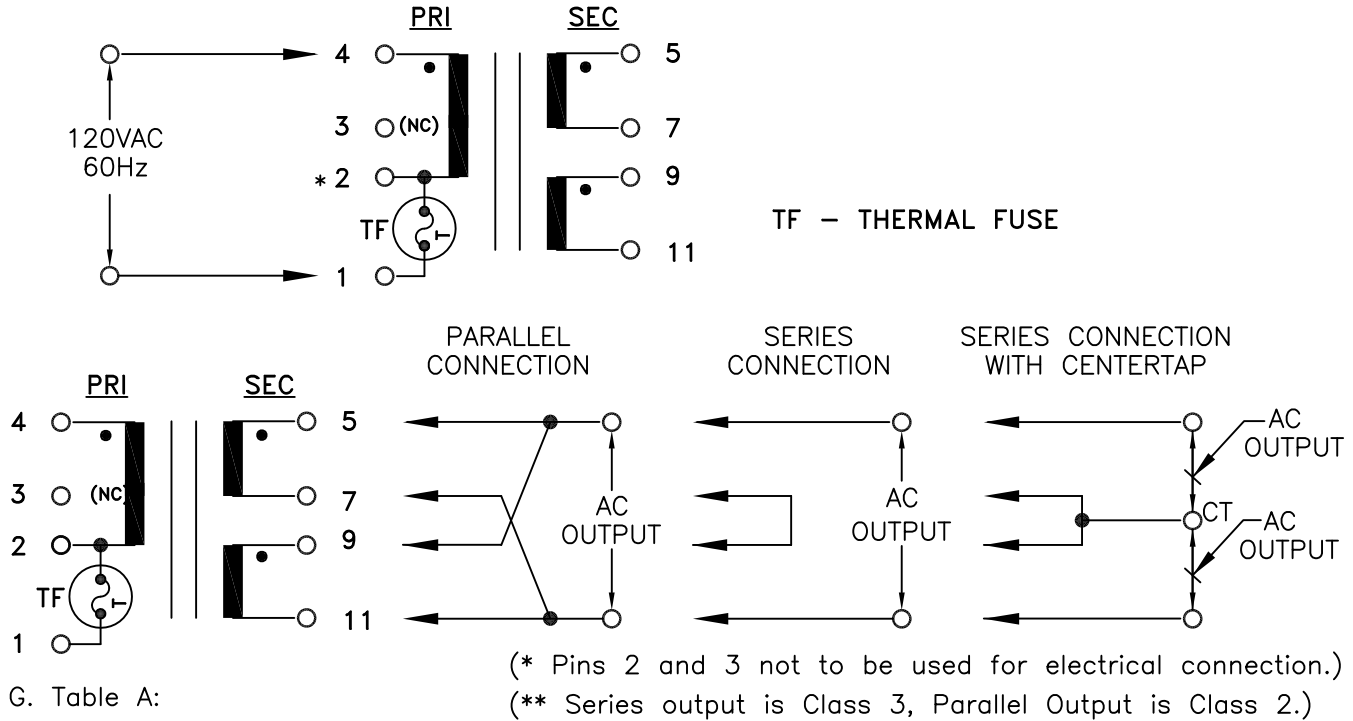 PRI
SEC
4
5
120VAC
60Hz
3
(NC)
7
* 2
9
TF
T
TF – THERMAL FUSE
11
1
PARALLEL
CONNECTION
SERIES
CONNECTION
SERIES CONNECTION
WITH CENTERTAP
PRI
SEC
4
5
AC
OUTPUT
3
(NC)
7
AC
OUTPUT
AC
OUTPUT
CT
AC
OUTPUT
2
9
TF
T
11
1
(* Pins 2 and 3 not to be used for electrical connection.)
G. Table A:
(** Series output is Class 3, Parallel Output is Class 2.)